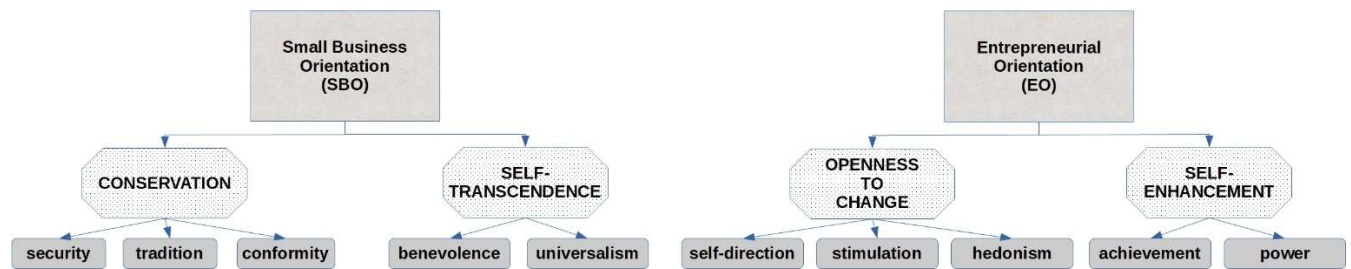 Small Business
Orientation
(SBO)
Entrepreneurial
Orientation
(EO)
CONSERVATION
SELF-
TRANSCENDENCE
OPENNESS
TO
CHANGE
SELF-
ENHANCEMENT
security
tradition
conformity
benevolence
universalism
self-direction
stimulation
hedonism
achievement
power